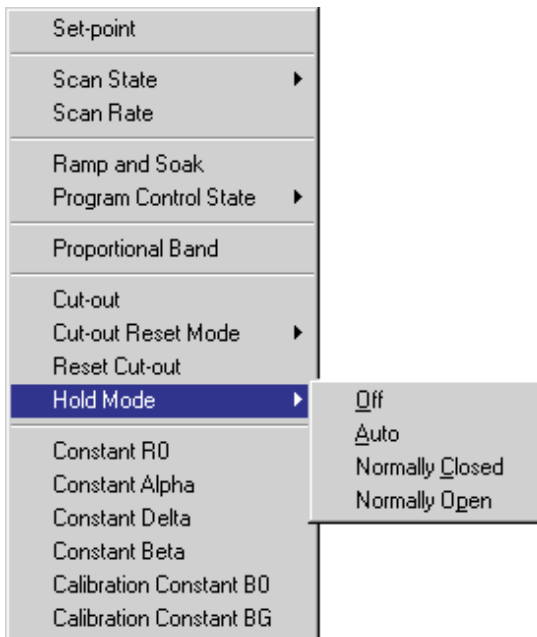 Set-point
Scan State
Scan Rate
Ramp and Soak
Program Control State
Proportional Band
Cut-out
Cut-out Reset Mode
Reset Cut-out
Hold Mode
Off
Auto
Normally Closed
Normally Open
Constant R0
Constant Alpha
Constant Delta
Constant Beta
Calibration Constant B0
Calibration Constant BG